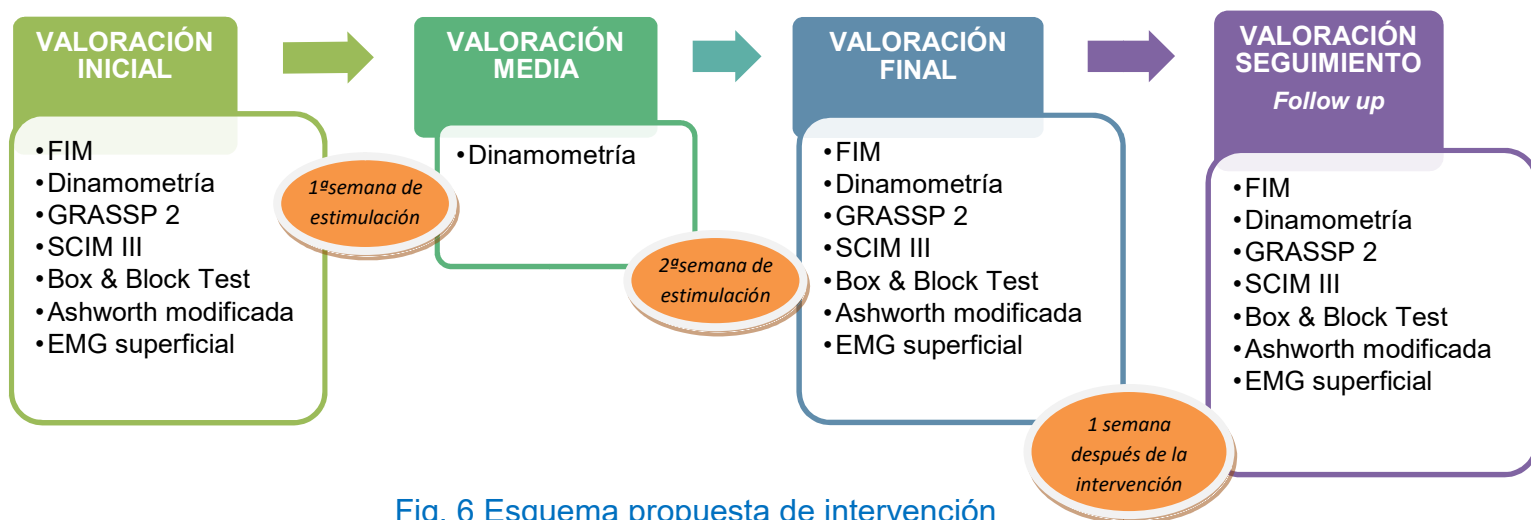 VALORACIÓN
INICIAL
•FIM
•Dinamometría
•GRASSP 2
•SCIM III
•Box & Block Test
•Ashworth modificada
•EMG superficial
1ªsemana de
estimulación
VALORACIÓN
MEDIA
•Dinamometría
2ªsemana de
estimulación
VALORACIÓN
FINAL
•FIM
•Dinamometría
•GRASSP 2
•SCIM III
•Box & Block Test
•Ashworth modificada
•EMG superficial
1 semana
después de la
intervención
VALORACIÓN
SEGUIMIENTO
Follow up
•FIM
•Dinamometría
•GRASSP 2
•SCIM III
•Box & Block Test
•Ashworth modificada
•EMG superficial
Fig. 6 Esquema propuesta de intervención